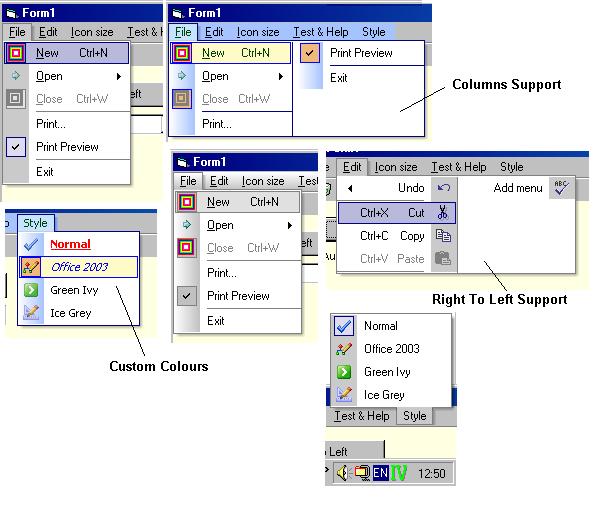 Form1
File Edit Icon size Test & H
New Ctrl+N
Open
Close Ctrl+W
Print...
Print Preview
Exit
eft
Form1
File Edit Icon size Test & Help Style
New Ctrl+N
Open
Close Ctrl+W
Print...
Print Preview
Exit
Columns Support
Style
Normal
Office 2003
Green Ivy
Ice Grey
Custom Colours
Form1
File Edit Icon size Tes
New Ctrl+N
Open
Close Ctrl+W
Print...
Print Preview
Exit
eft
Edit Icon size Test & Help Style
Undo
Add menu ABC
Ctrl+X Cut
Ctrl+C Copy
Ctrl+V Paste
Au
Right To Left Support
Normal
Office 2003
Green Ivy
Ice Grey
Test & Help Style
Left
EN 12:50